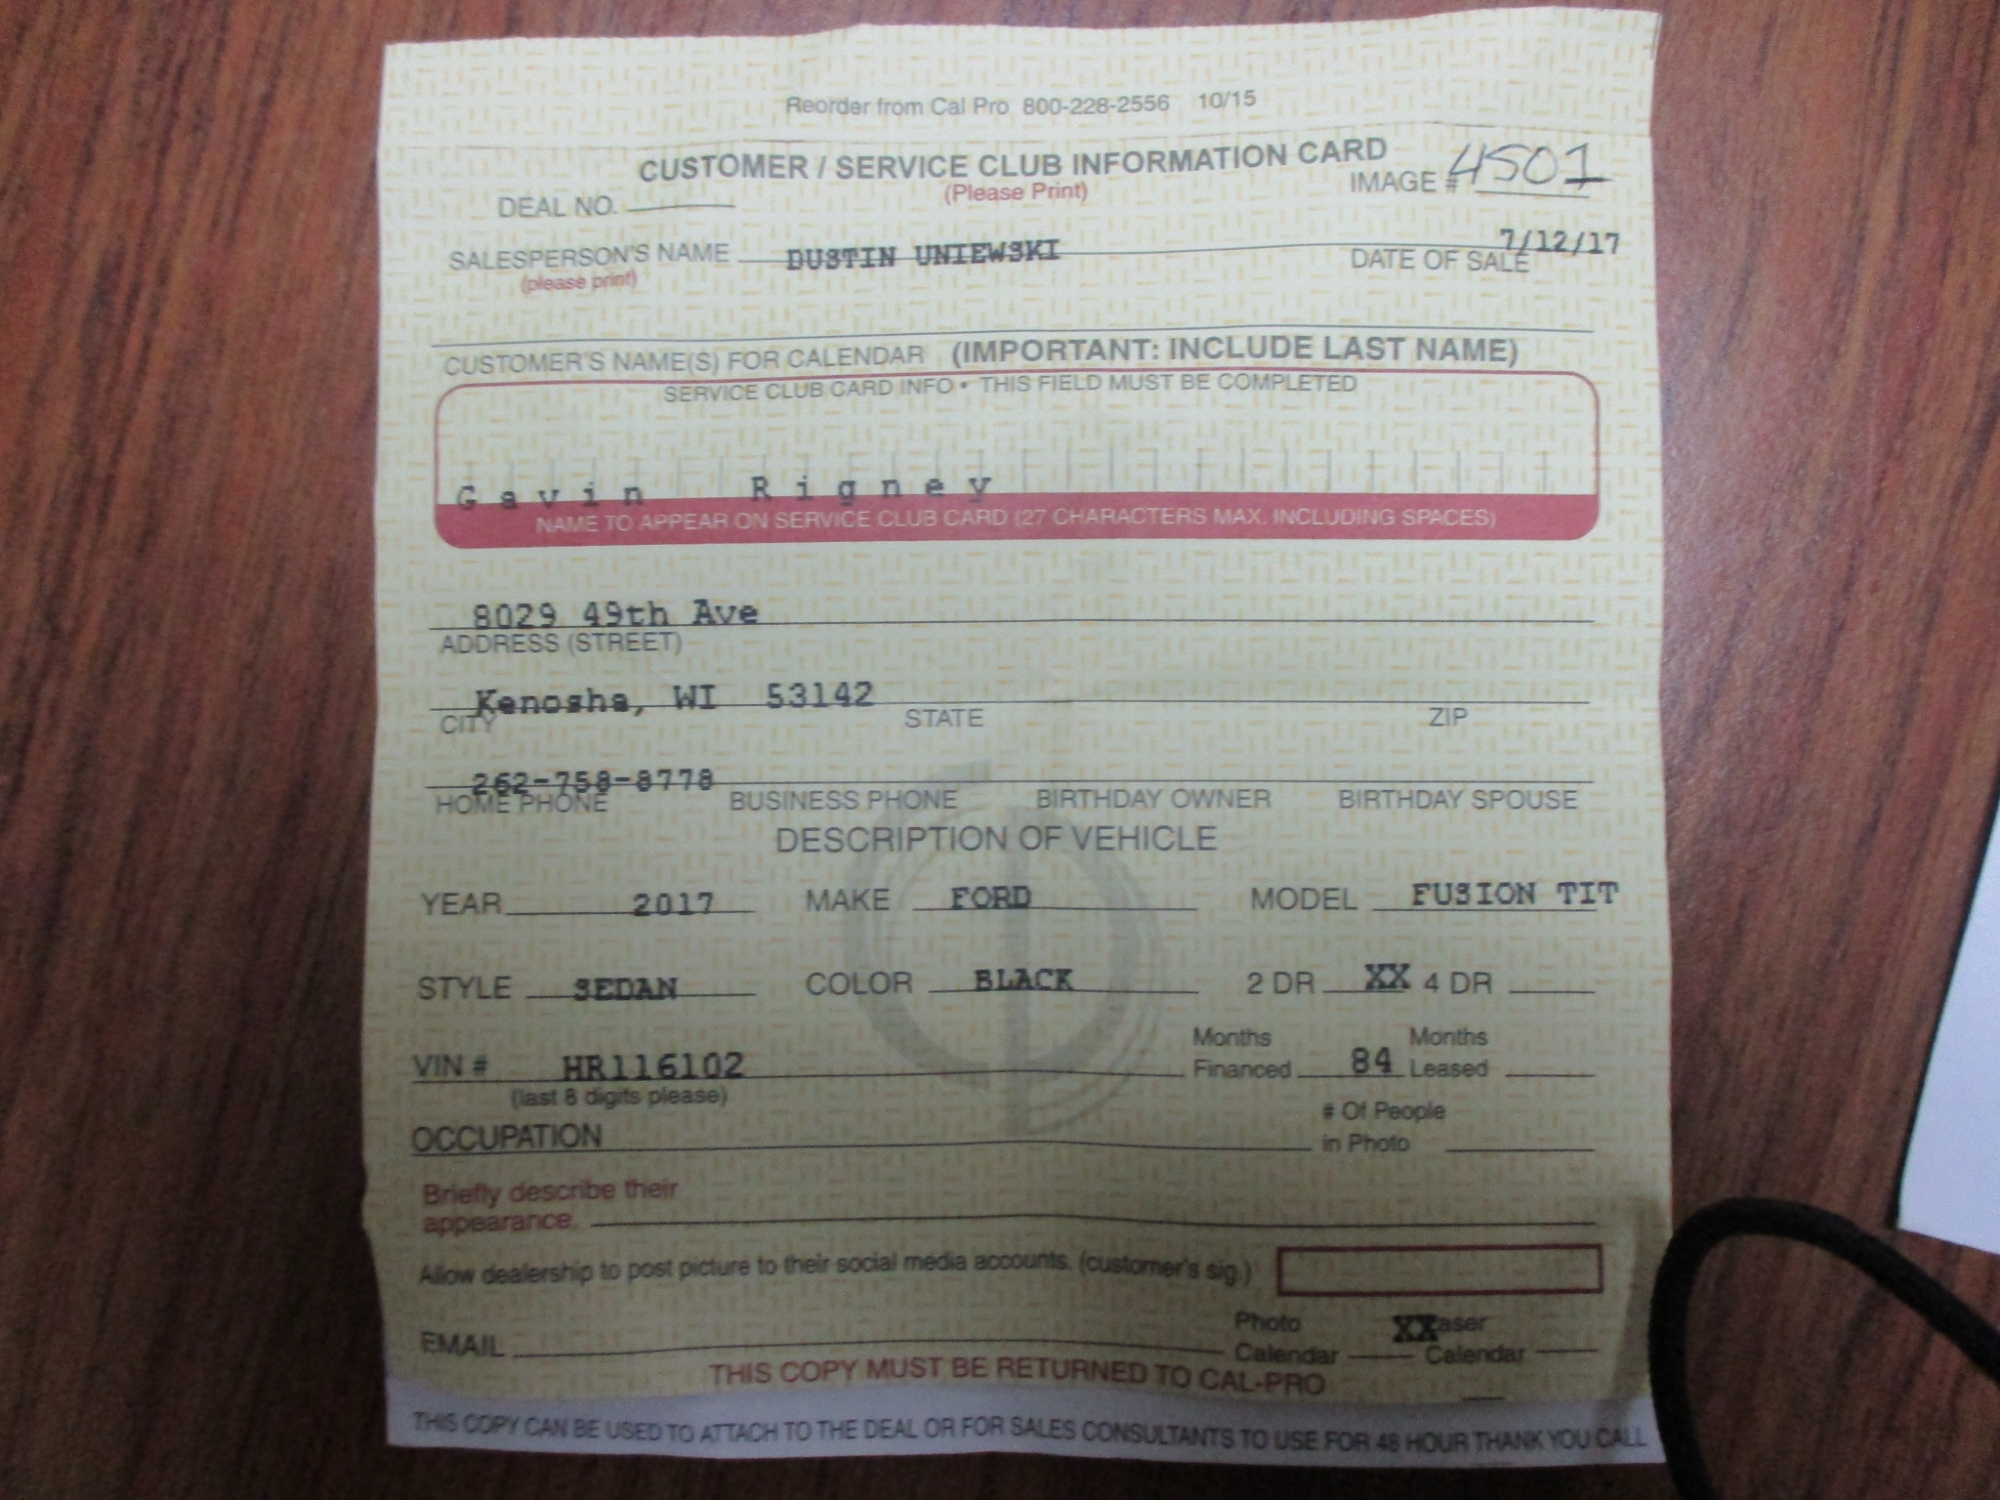 Reorder from Cal Pro 800-228-2556 10/15
CUSTOMER / SERVICE CLUB INFORMATION CARD
(Please Print)
IMAGE # 4501
DEAL NO.
SALESPERSON'S NAME DUSTIN UNIEWSKI
(please print)
DATE OF SALE 7/12/17
CUSTOMER'S NAME(S) FOR CALENDAR (IMPORTANT: INCLUDE LAST NAME)
SERVICE CLUB CARD INFO • THIS FIELD MUST BE COMPLETED
Gavin Rigney
NAME TO APPEAR ON SERVICE CLUB CARD (27 CHARACTERS MAX. INCLUDING SPACES)
8029 49th Ave
ADDRESS (STREET)
Kenosha, WI 53142
CITY STATE ZIP
262-758-8778
HOME PHONE BUSINESS PHONE BIRTHDAY OWNER BIRTHDAY SPOUSE
DESCRIPTION OF VEHICLE
YEAR 2017 MAKE FORD MODEL FUSION TIT
STYLE SEDAN COLOR BLACK 2 DR XX 4 DR
VIN # HR116102 Months Financed 84 Months Leased
(last 8 digits please)
OCCUPATION # Of People in Photo
Briefly describe their
appearance.
Allow dealership to post picture to their social media accounts. (customer's sig.)
EMAIL Photo Calendar XXaser Calendar
THIS COPY MUST BE RETURNED TO CAL-PRO
THIS COPY CAN BE USED TO ATTACH TO THE DEAL OR FOR SALES CONSULTANTS TO USE FOR 48 HOUR THANK YOU CALL